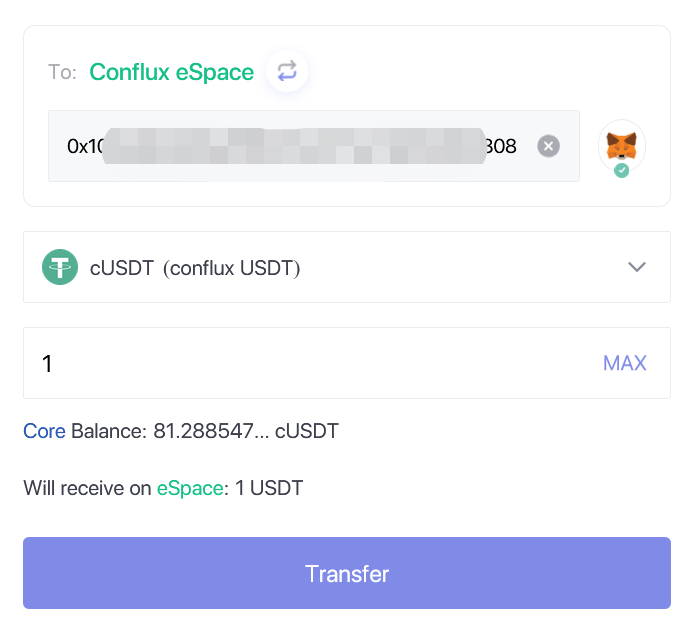 To: Conflux eSpace
0x10 308
cUSDT (conflux USDT)
1 MAX
Core Balance: 81.288547... cUSDT
Will receive on eSpace: 1 USDT
Transfer